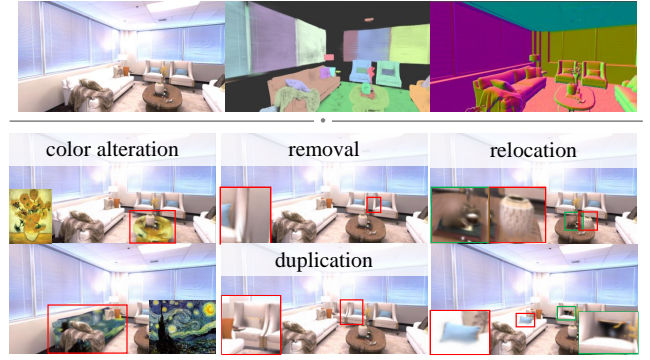 color alteration
removal
relocation
duplication